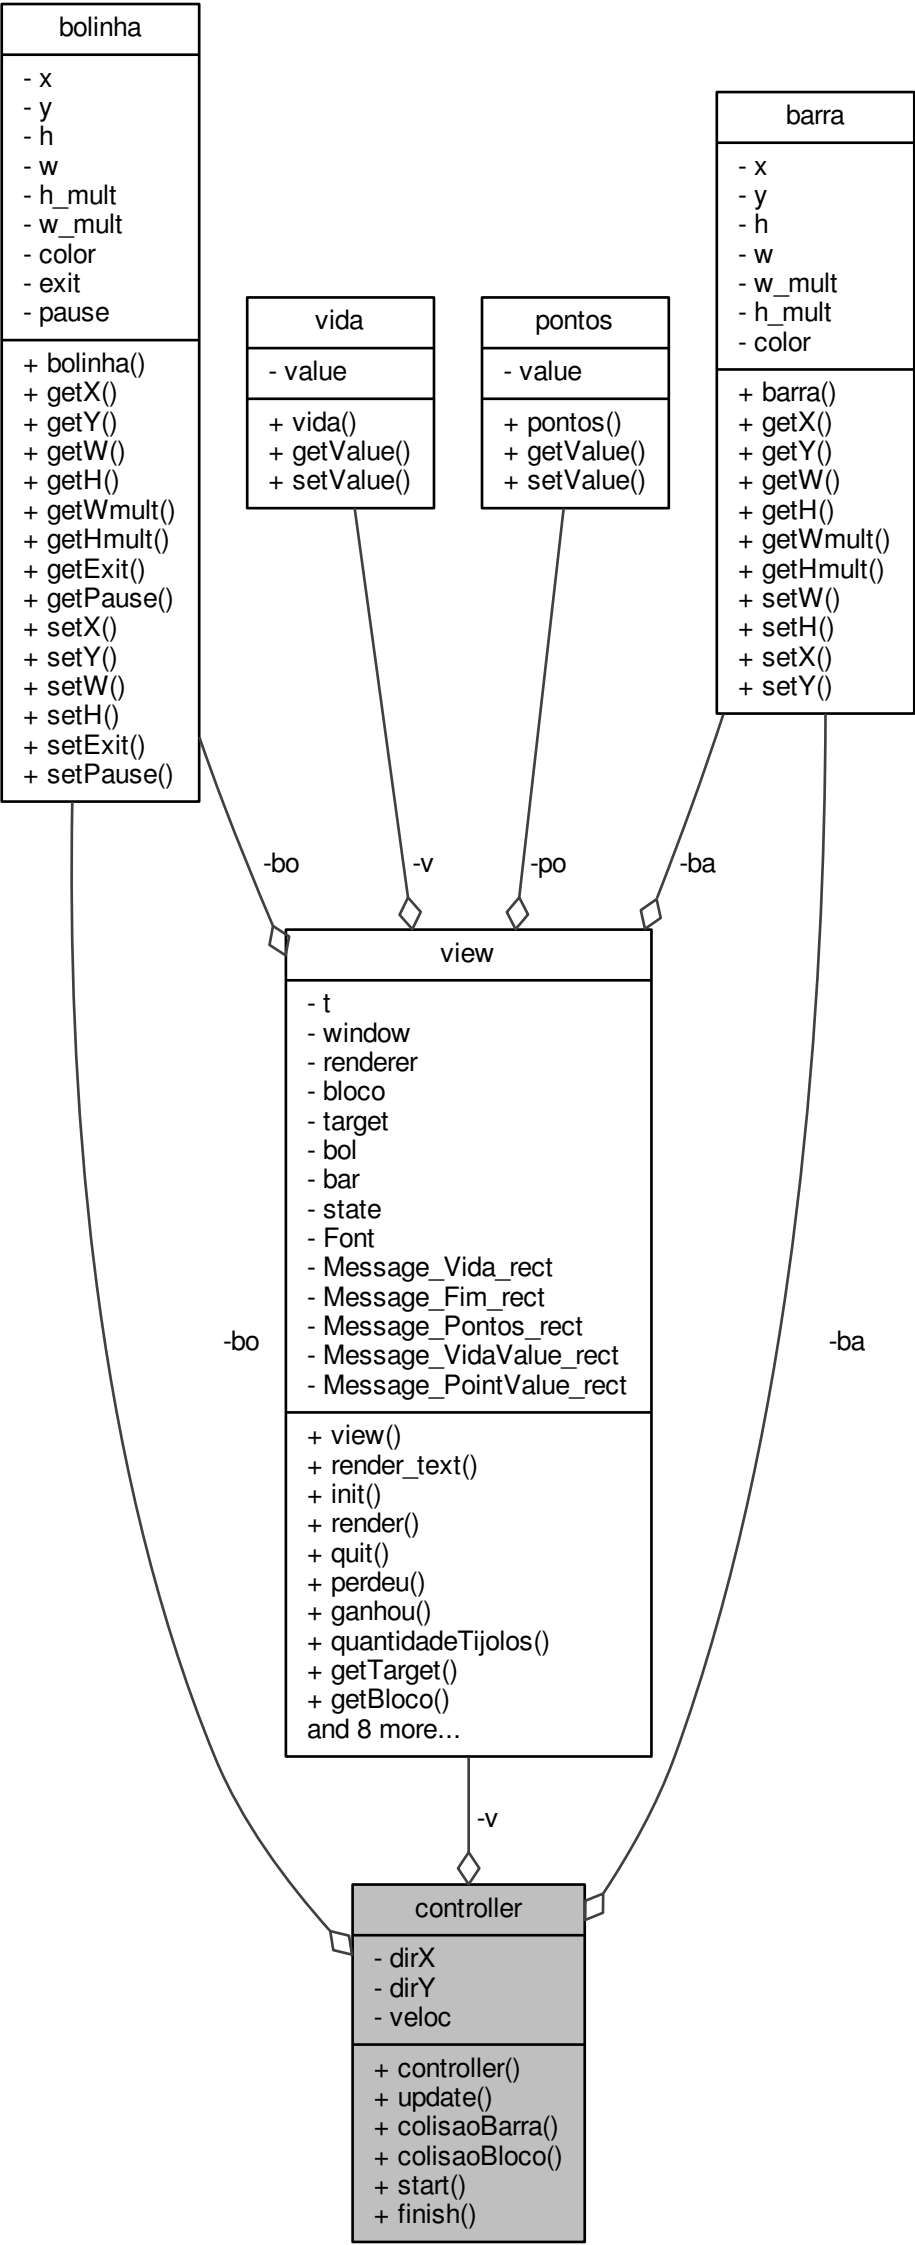 bolinha
- x
- y
- h
- w
- h_mult
- w_mult
- color
- exit
- pause
+ bolinha()
+ getX()
+ getY()
+ getW()
+ getH()
+ getWmult()
+ getHmult()
+ getExit()
+ getPause()
+ setX()
+ setY()
+ setW()
+ setH()
+ setExit()
+ setPause()
vida
- value
+ vida()
+ getValue()
+ setValue()
pontos
- value
+ pontos()
+ getValue()
+ setValue()
barra
- x
- y
- h
- w
- w_mult
- h_mult
- color
+ barra()
+ getX()
+ getY()
+ getW()
+ getH()
+ getWmult()
+ getHmult()
+ setW()
+ setH()
+ setX()
+ setY()
-bo
-v
-po
-ba
view
- t
- window
- renderer
- bloco
- target
- bol
- bar
- state
- Font
- Message_Vida_rect
- Message_Fim_rect
- Message_Pontos_rect
- Message_VidaValue_rect
- Message_PointValue_rect
+ view()
+ render_text()
+ init()
+ render()
+ quit()
+ perdeu()
+ ganhou()
+ quantidadeTijolos()
+ getTarget()
+ getBloco()
and 8 more...
-bo
-ba
-v
controller
- dirX
- dirY
- veloc
+ controller()
+ update()
+ colisaoBarra()
+ colisaoBloco()
+ start()
+ finish()